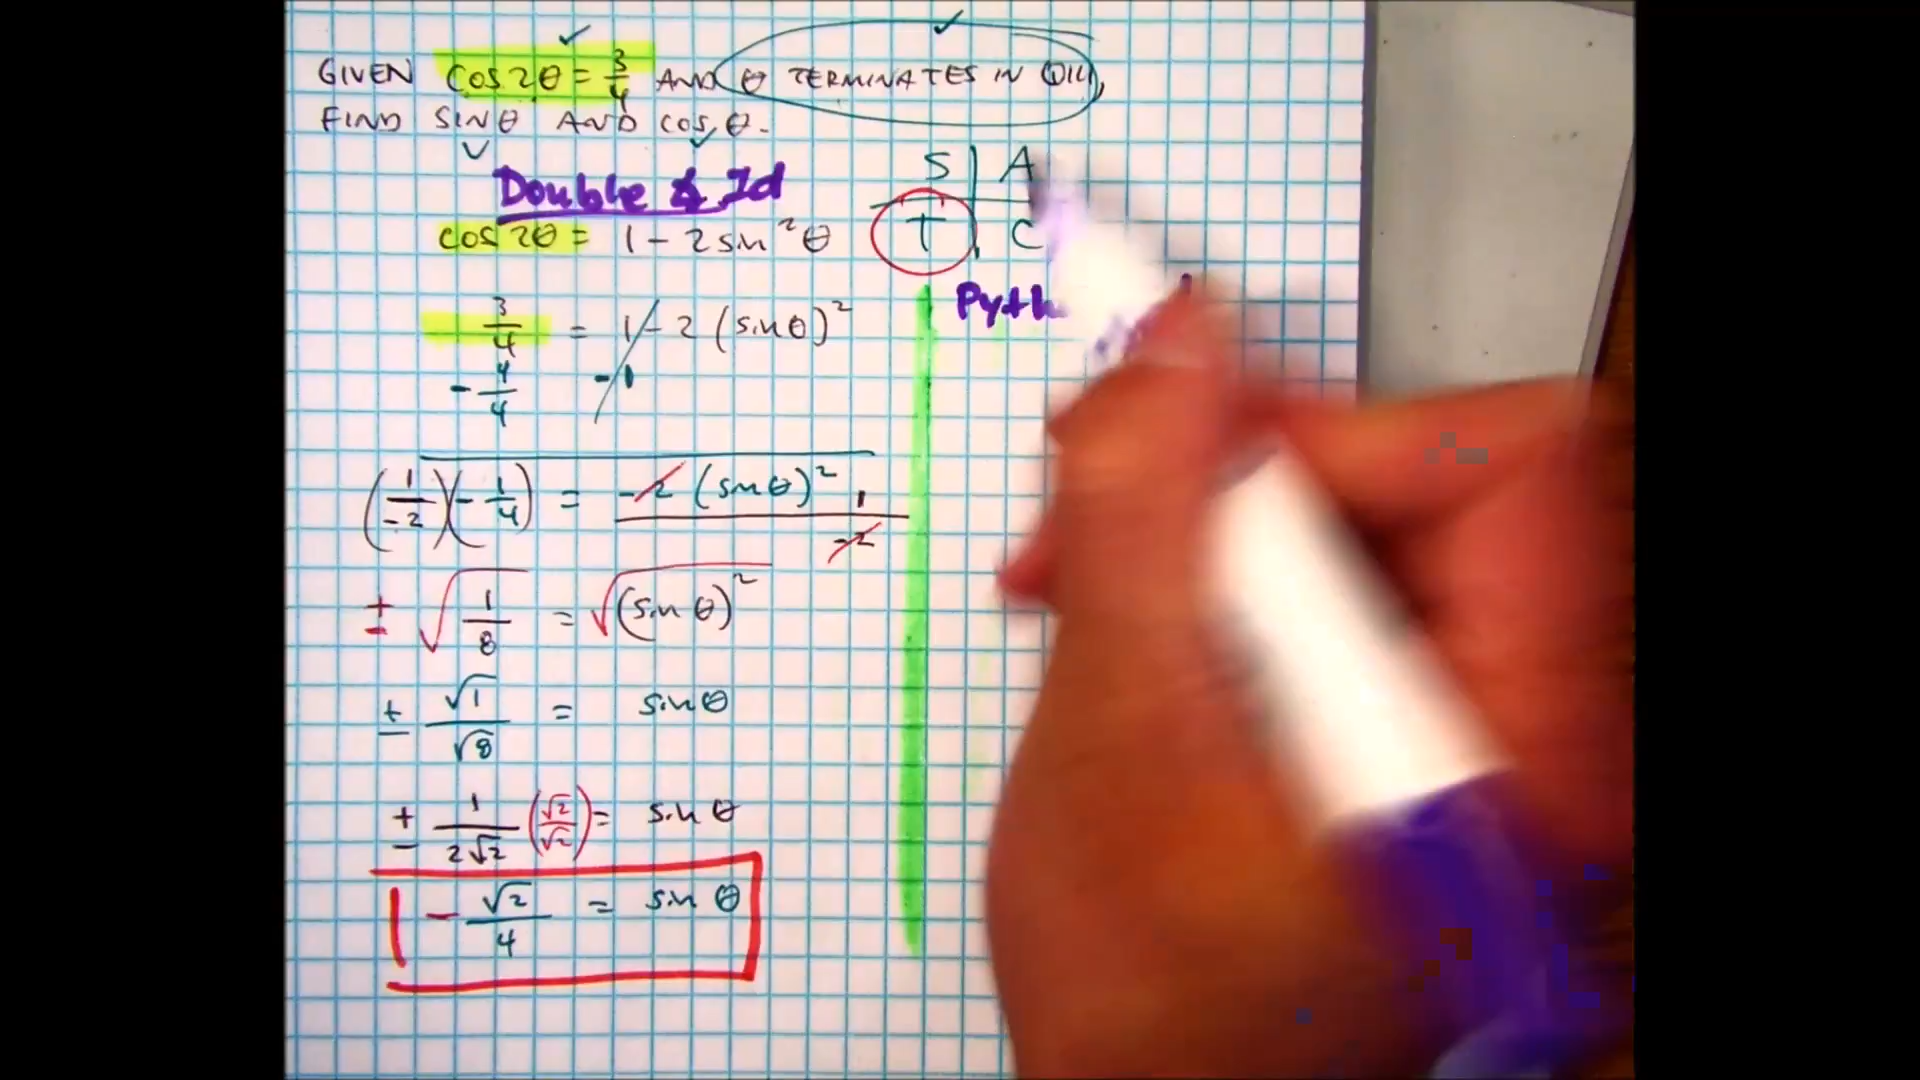 GIVEN COS 2θ = 3/4 AND θ TERMINATES IN QIII,
FIND SIN θ AND COS θ.
Double ∡ Id
S | A
T | C
cos 2θ = 1 - 2 sin²θ
Pyth
3/4 = 1 - 2 (sin θ)²
- 4/4 -1
(1/-2)(-1/4) = -2 (sin θ)² 1 / -2
± √(1/8) = √(sin θ)²
± √1/√8 = sin θ
± 1/2√2 (√2/√2) = sin θ
- √2/4 = sin θ